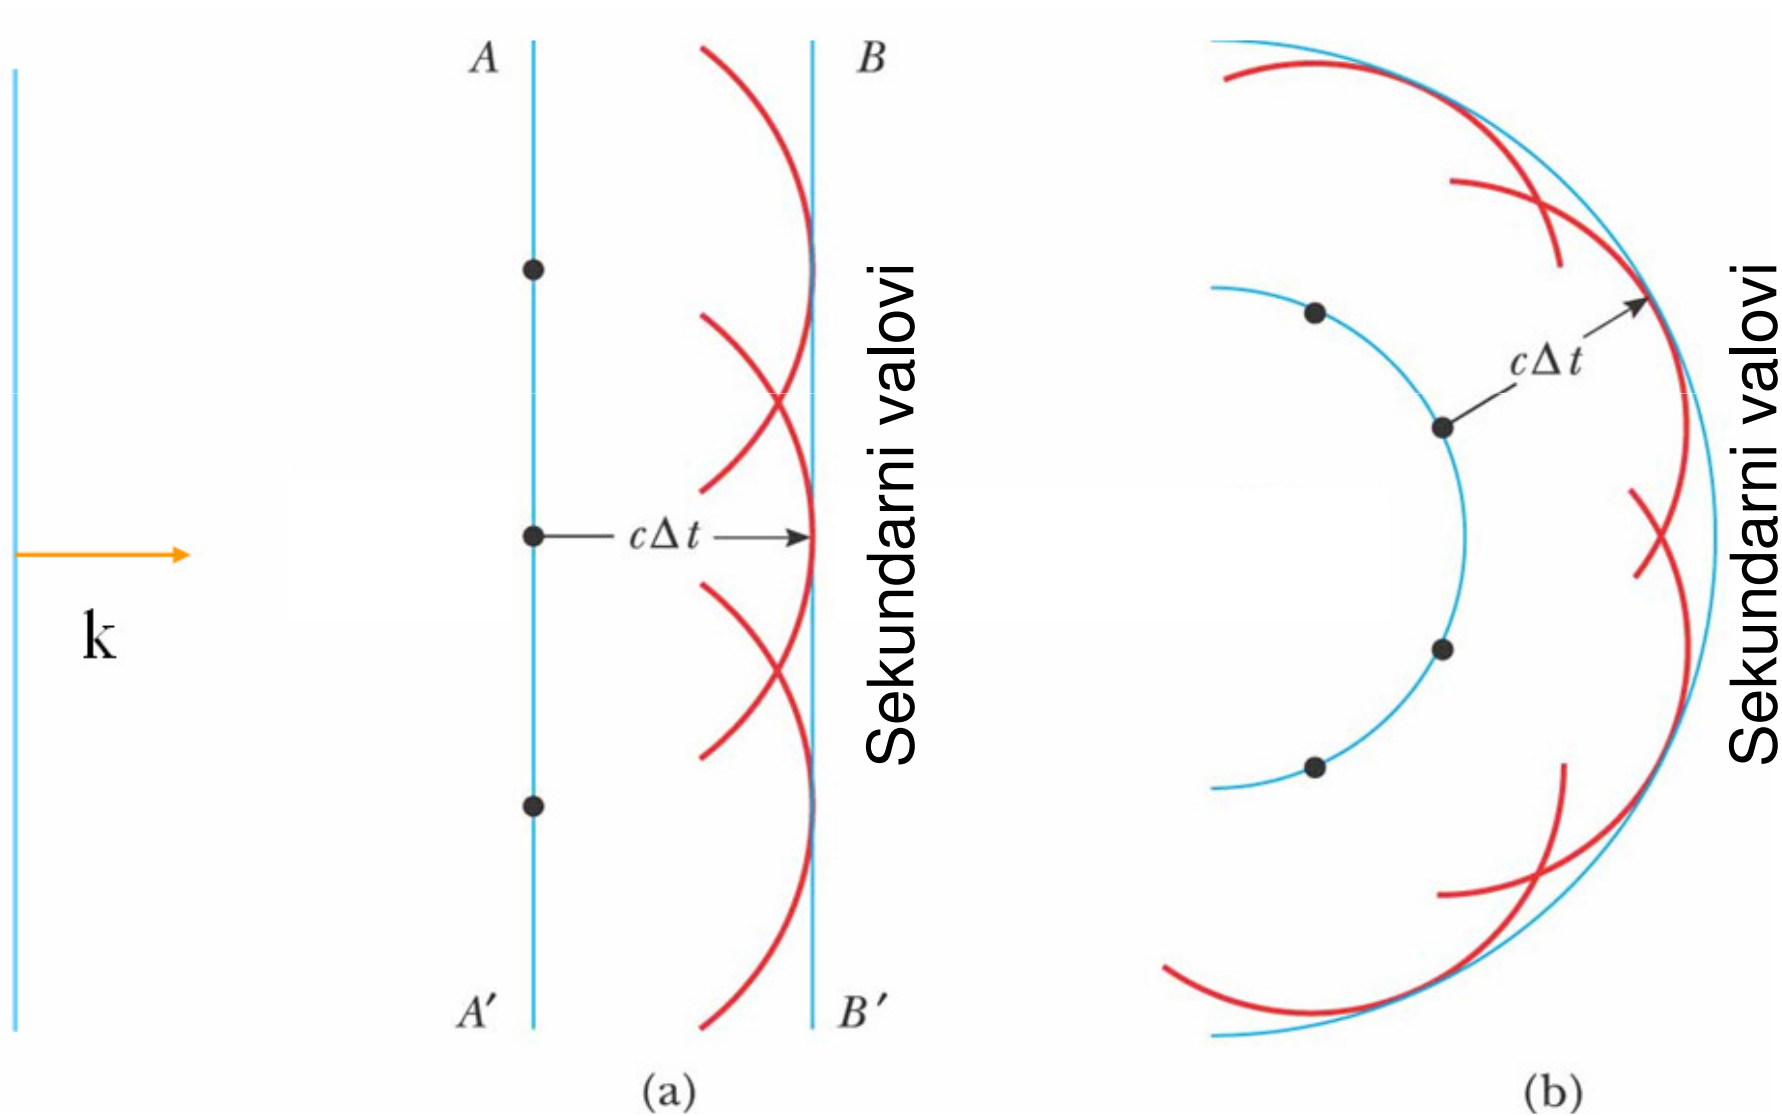 k
A
B
cΔt
Sekundarni valovi
A′
B′
(a)
cΔt
Sekundarni valovi
(b)